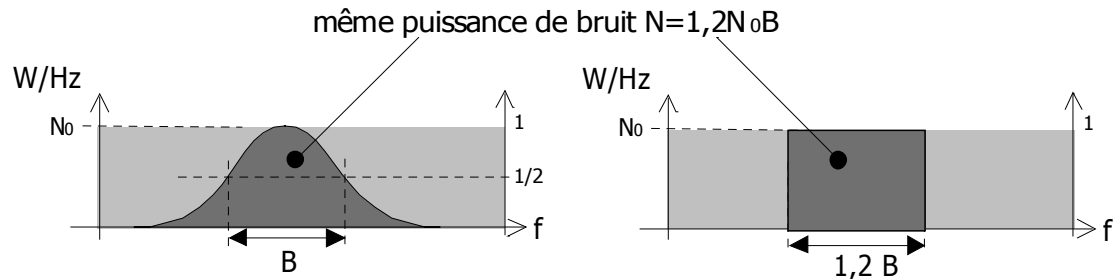 même puissance de bruit N=1,2N0B
W/Hz
N0
1
1/2
f
B
W/Hz
N0
1
f
1,2 B